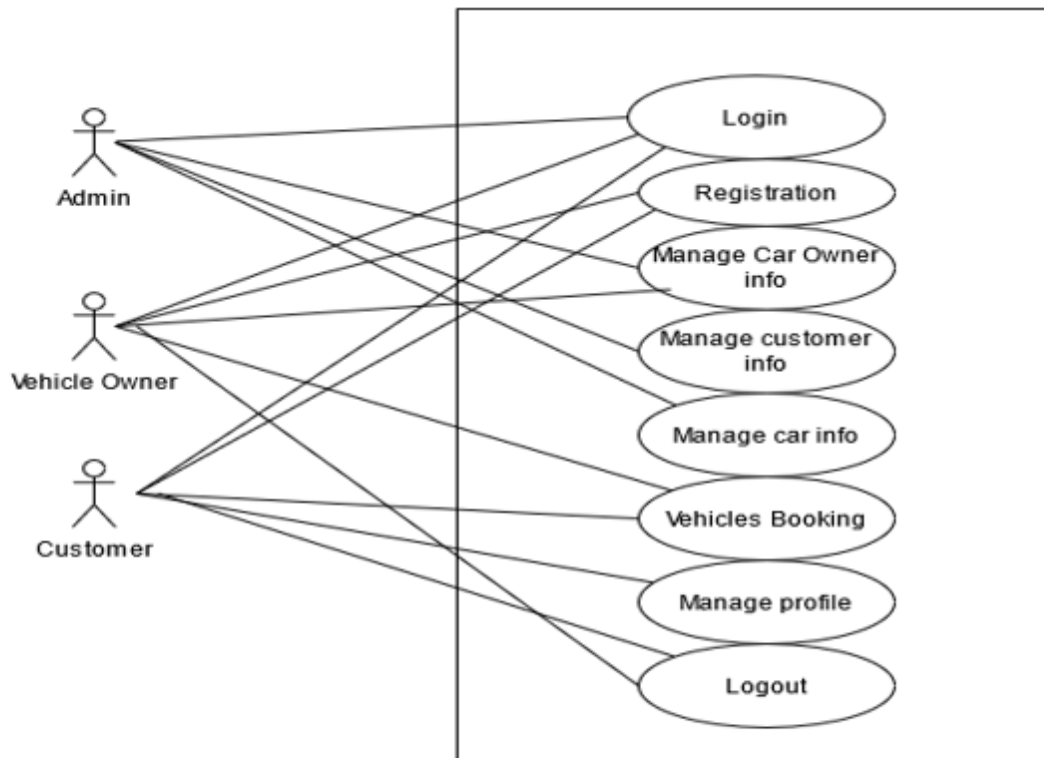 Admin
Vehicle Owner
Customer
Login
Registration
Manage Car Owner
info
Manage customer
info
Manage car info
Vehicles Booking
Manage profile
Logout